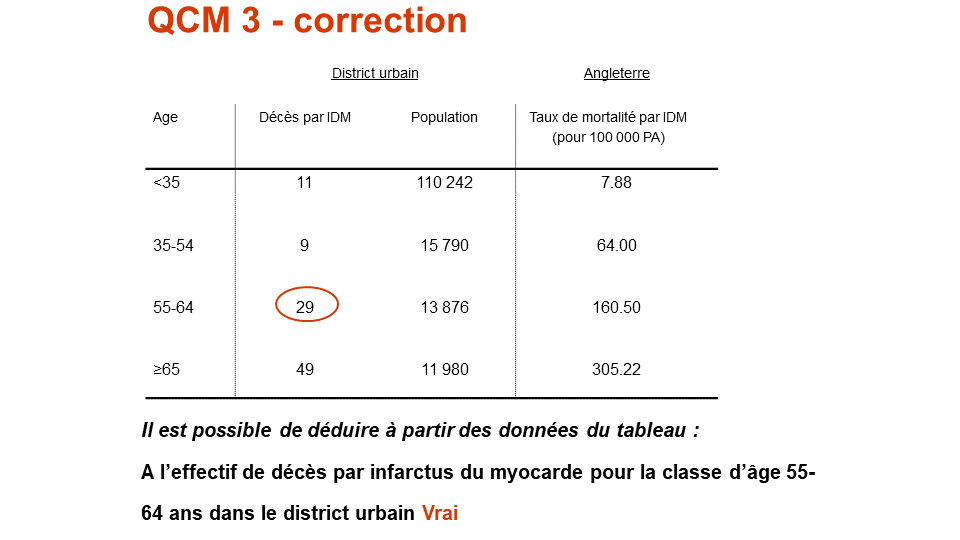 QCM 3 - correction
District urbain Angleterre
Age Décès par IDM Population Taux de mortalité par IDM
(pour 100 000 PA)
<35 11 110 242 7.88
35-54 9 15 790 64.00
55-64 29 13 876 160.50
≥65 49 11 980 305.22
Il est possible de déduire à partir des données du tableau :
A l’effectif de décès par infarctus du myocarde pour la classe d’âge 55-
64 ans dans le district urbain Vrai